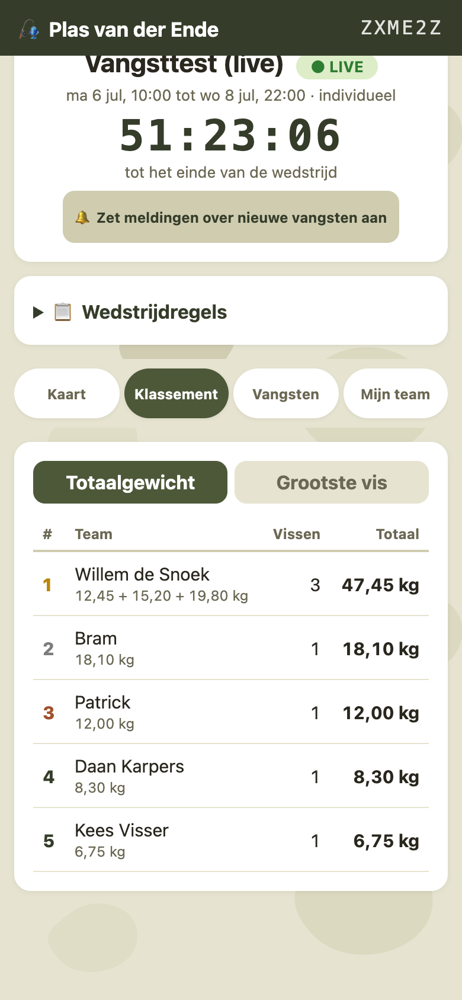 Plas van der Ende
ZXME2Z
Vangsttest (live)
LIVE
ma 6 jul, 10:00 tot wo 8 jul, 22:00 · individueel
51:23:06
tot het einde van de wedstrijd
Zet meldingen over nieuwe vangsten aan
Wedstrijdregels
Kaart
Klassement
Vangsten
Mijn team
Totaalgewicht
Grootste vis
# Team Vissen Totaal
1 Willem de Snoek 3 47,45 kg
12,45 + 15,20 + 19,80 kg
2 Bram 1 18,10 kg
18,10 kg
3 Patrick 1 12,00 kg
12,00 kg
4 Daan Karpers 1 8,30 kg
8,30 kg
5 Kees Visser 1 6,75 kg
6,75 kg